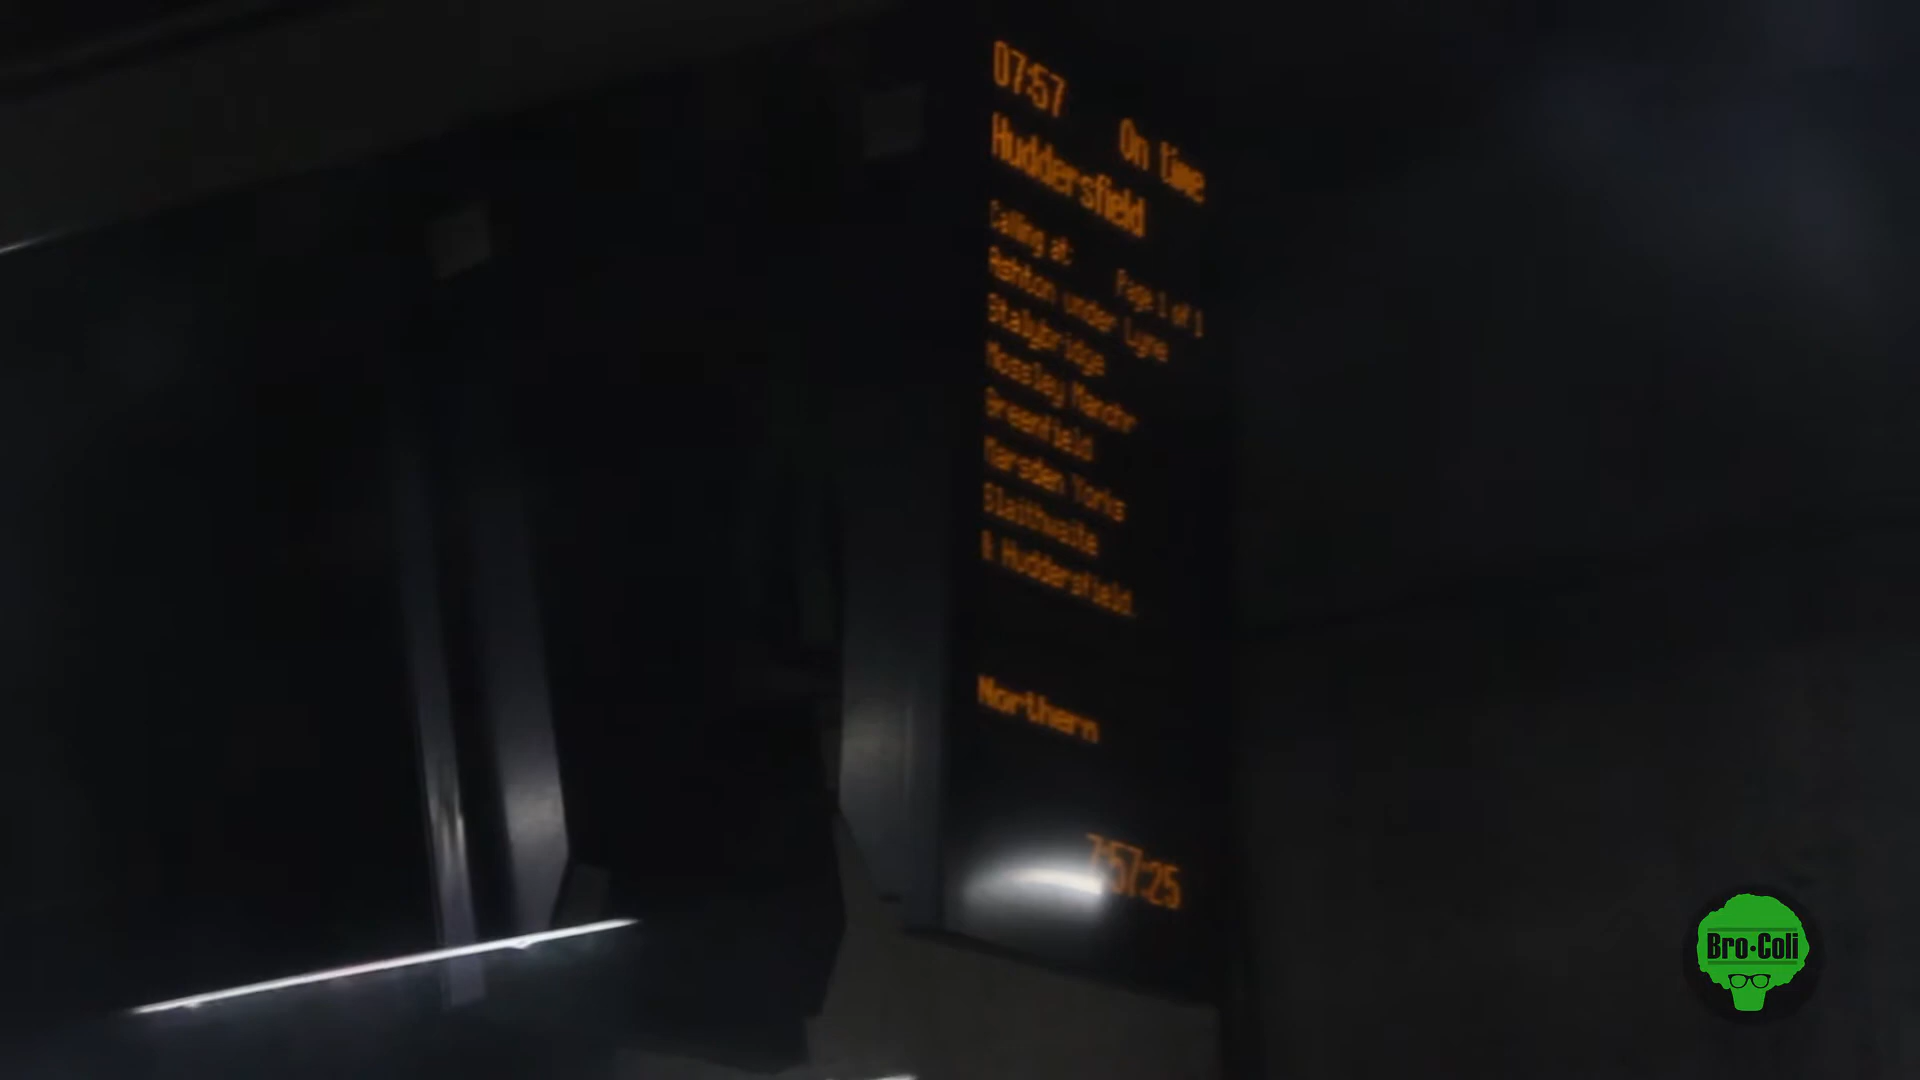 07:57
On time
Huddersfield
Calling at:
Page 1 of 1
Ashton under Lyne
Stalybridge
Mossley Manchr
Greenfield
Marsden Yorks
Slaithwaite
& Huddersfield.
Northern
7:57:25
Bro·Coli